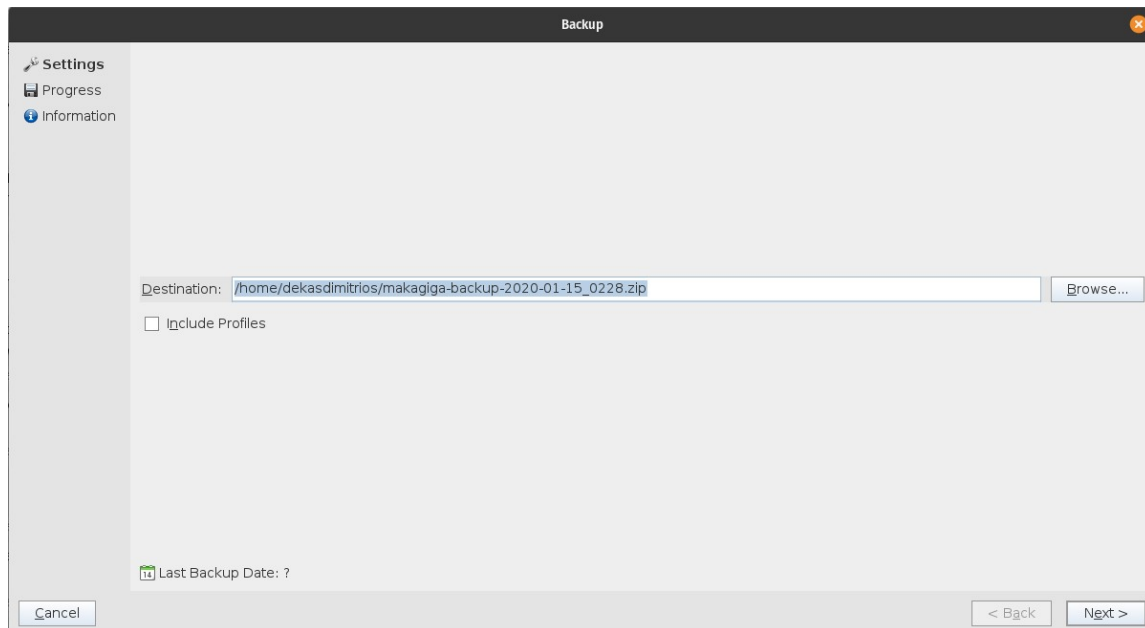 Backup
Settings
Progress
Information
Destination: /home/dekasdimitrios/makagiga-backup-2020-01-15_0228.zip Browse...
Include Profiles
14 Last Backup Date: ?
Cancel < Back Next >